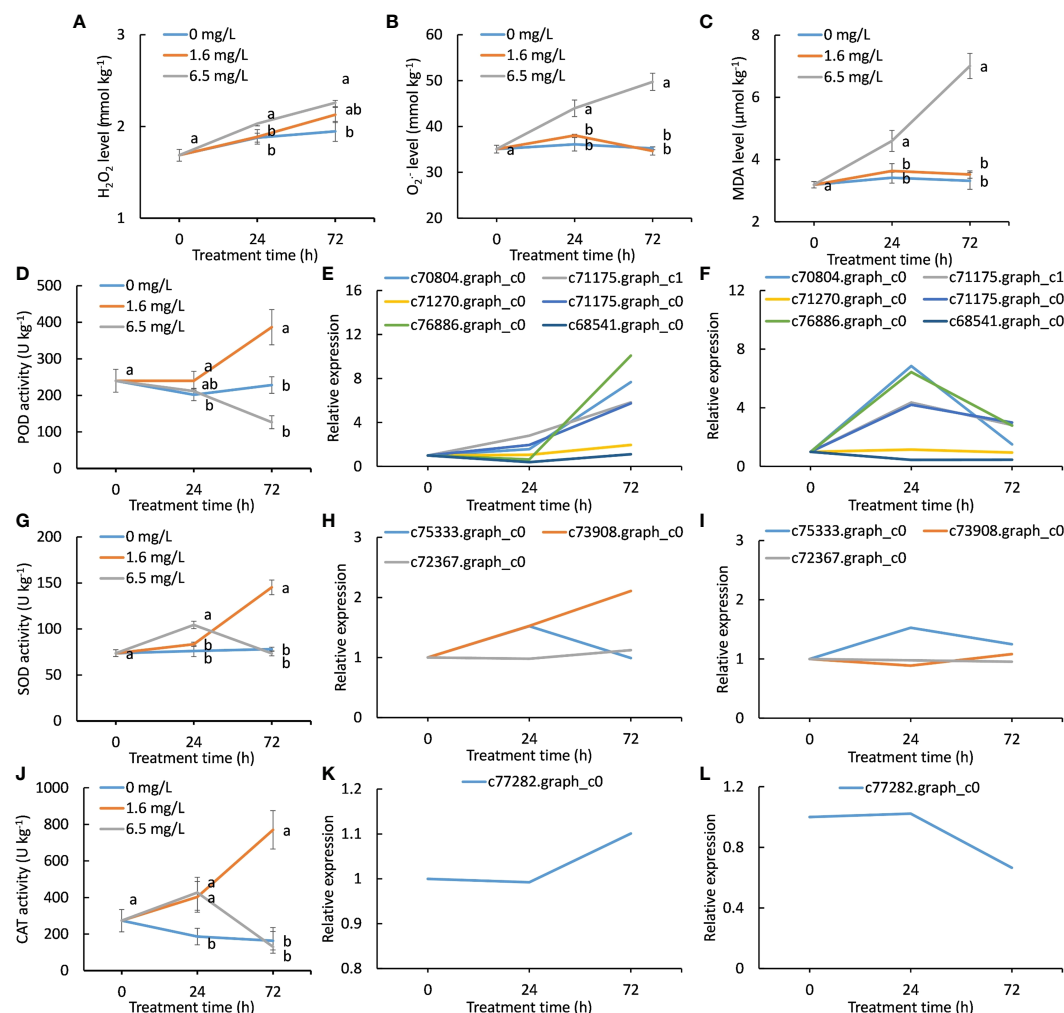 A
3
2
1
H2O2 level (mmol kg-1)
0 mg/L
1.6 mg/L
6.5 mg/L
a
a
b
b
a
ab
b
0 24 72
Treatment time (h)
B
60
50
40
30
20
O2·- level (mmol kg-1)
0 mg/L
1.6 mg/L
6.5 mg/L
a
a
b
b
a
b
b
0 24 72
Treatment time (h)
C
8
6
4
2
MDA level (μmol kg-1)
0 mg/L
1.6 mg/L
6.5 mg/L
a
a
b
b
a
b
b
0 24 72
Treatment time (h)
D
500
400
300
200
100
0
POD activity (U kg-1)
0 mg/L
1.6 mg/L
6.5 mg/L
a
a
ab
b
a
b
b
0 24 72
Treatment time (h)
E
c70804.graph_c0 c71175.graph_c1
c71270.graph_c0 c71175.graph_c0
c76886.graph_c0 c68541.graph_c0
16
12
8
4
0
Relative expression
0 24 72
Treatment time (h)
F
c70804.graph_c0 c71175.graph_c1
c71270.graph_c0 c71175.graph_c0
c76886.graph_c0 c68541.graph_c0
12
8
4
0
Relative expression
0 24 72
Treatment time (h)
G
200
150
100
50
0
SOD activity (U kg-1)
0 mg/L
1.6 mg/L
6.5 mg/L
a
a
b
b
a
b
b
0 24 72
Treatment time (h)
H
c75333.graph_c0 c73908.graph_c0
c72367.graph_c0
3
2
1
0
Relative expression
0 24 72
Treatment time (h)
I
c75333.graph_c0 c73908.graph_c0
c72367.graph_c0
3
2
1
0
Relative expression
0 24 72
Treatment time (h)
J
1000
800
600
400
200
0
CAT activity (U kg-1)
0 mg/L
1.6 mg/L
6.5 mg/L
a
a
a
b
a
b
b
0 24 72
Treatment time (h)
K
c77282.graph_c0
1.2
1.1
1
0.9
0.8
Relative expression
0 24 72
Treatment time (h)
L
c77282.graph_c0
1.2
0.8
0.4
0
Relative expression
0 24 72
Treatment time (h)